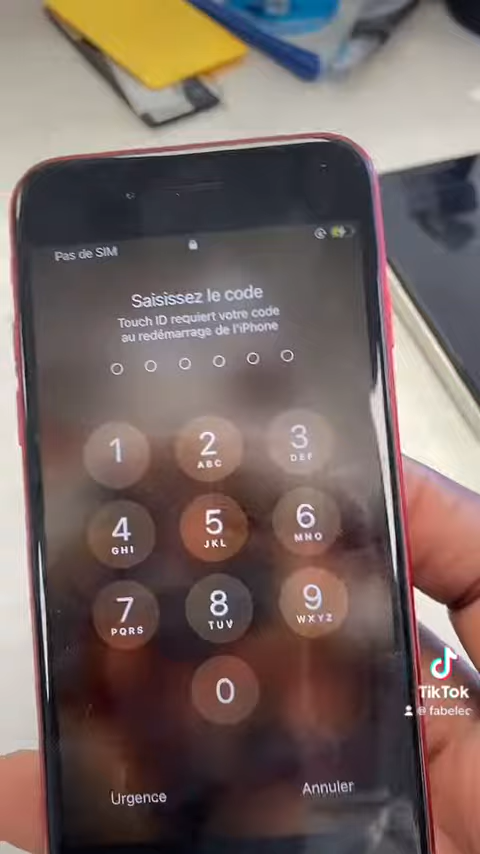 Pas de SIM
Saisissez le code
Touch ID requiert votre code
au redémarrage de l'iPhone
1
2
ABC
3
DEF
4
GHI
5
JKL
6
MNO
7
PQRS
8
TUV
9
WXYZ
0
TikTok
@ fabelec
Urgence
Annuler